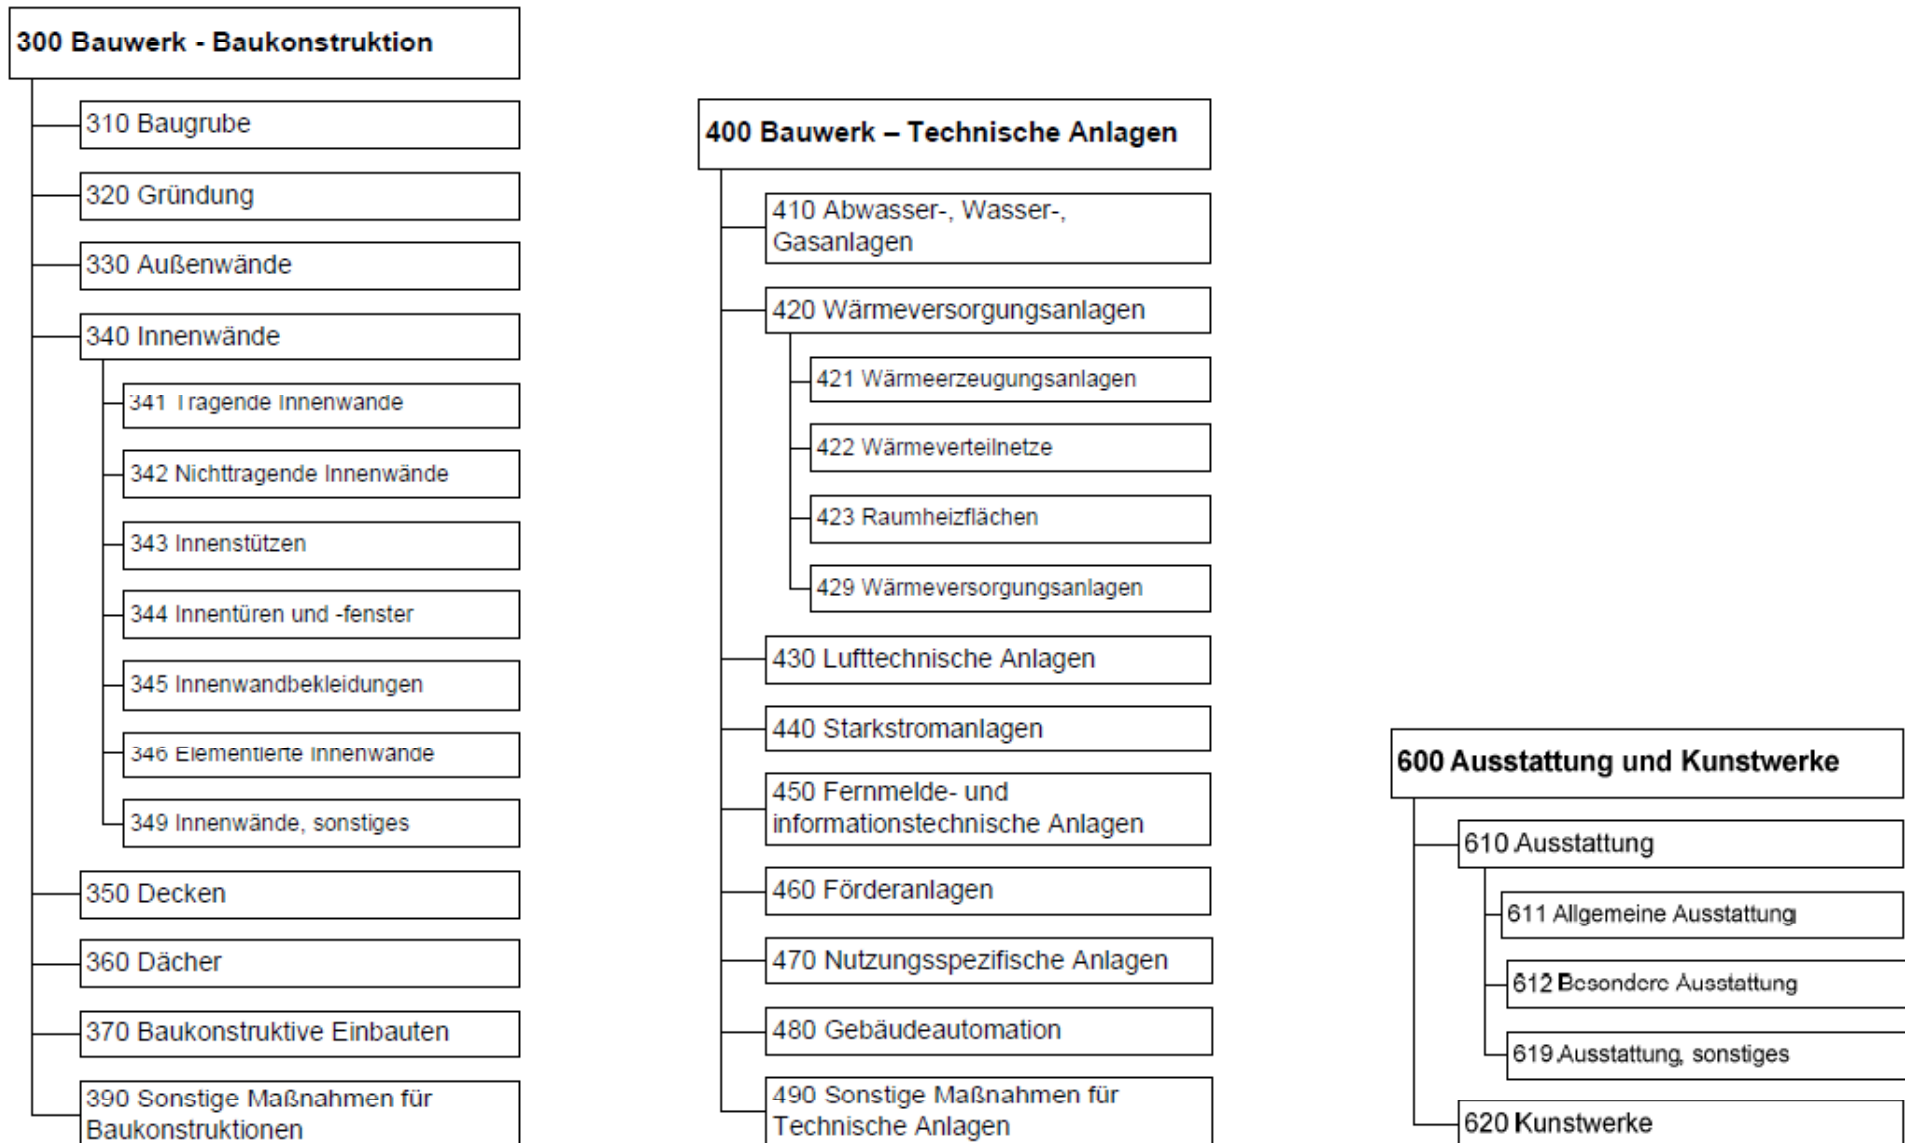 300 Bauwerk - Baukonstruktion
310 Baugrube
320 Gründung
330 Außenwände
340 Innenwände
341 Tragende Innenwände
342 Nichttragende Innenwände
343 Innenstützen
344 Innentüren und -fenster
345 Innenwandbekleidungen
346 Elementierte Innenwände
349 Innenwände, sonstiges
350 Decken
360 Dächer
370 Baukonstruktive Einbauten
390 Sonstige Maßnahmen für
Baukonstruktionen
400 Bauwerk – Technische Anlagen
410 Abwasser-, Wasser-,
Gasanlagen
420 Wärmeversorgungsanlagen
421 Wärmeerzeugungsanlagen
422 Wärmeverteilnetze
423 Raumheizflächen
429 Wärmeversorgungsanlagen
430 Lufttechnische Anlagen
440 Starkstromanlagen
450 Fernmelde- und
informationstechnische Anlagen
460 Förderanlagen
470 Nutzungsspezifische Anlagen
480 Gebäudeautomation
490 Sonstige Maßnahmen für
Technische Anlagen
600 Ausstattung und Kunstwerke
610 Ausstattung
611 Allgemeine Ausstattung
612 Besondere Ausstattung
619 Ausstattung, sonstiges
620 Kunstwerke